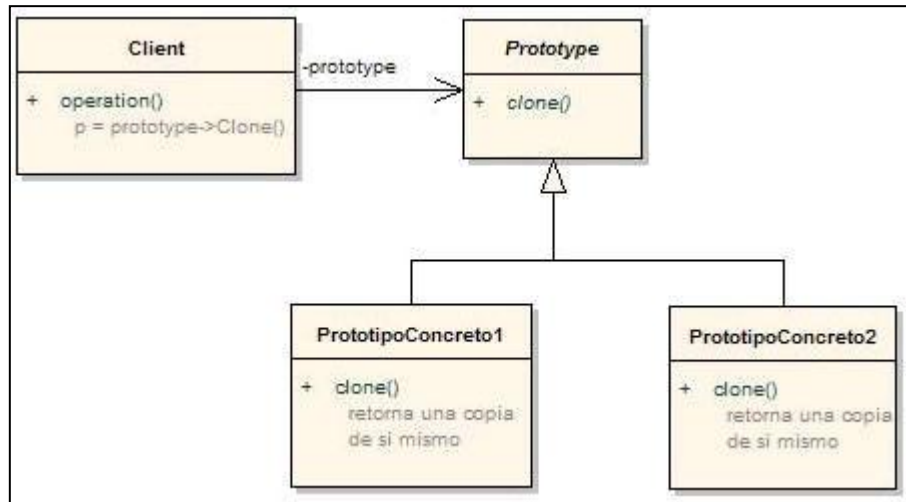 Client
+ operation()
p = prototype->Clone()
-prototype
Prototype
+ clone()
PrototipoConcreto1
+ clone()
retorna una copia
de si mismo
PrototipoConcreto2
+ clone()
retorna una copia
de si mismo